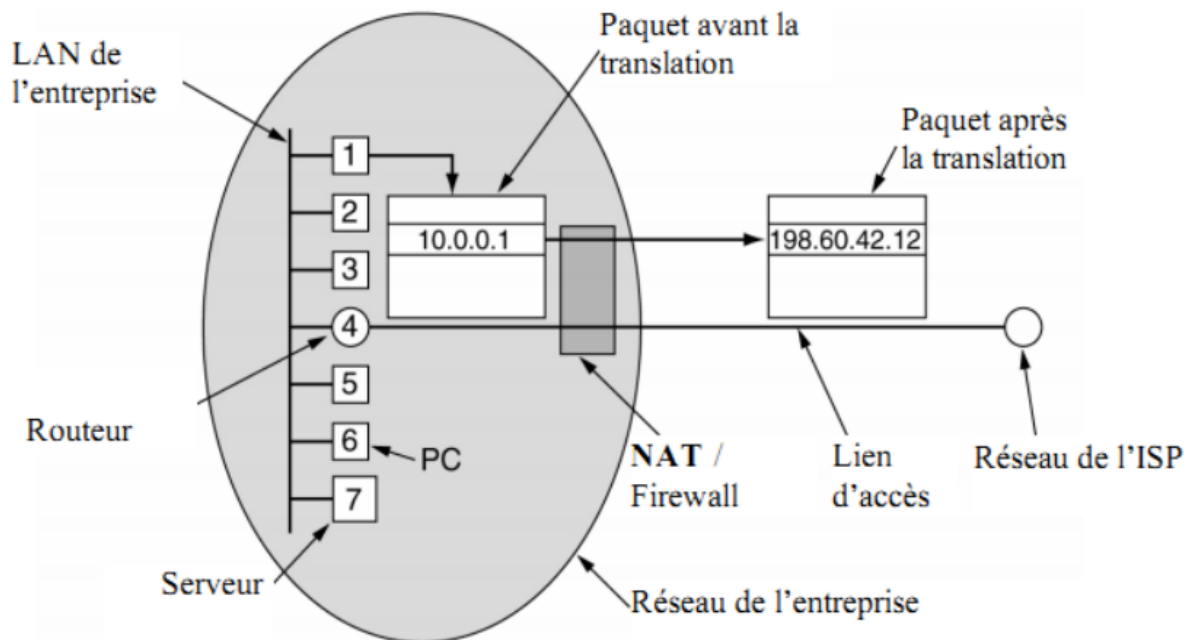 LAN de
l'entreprise
Paquet avant la
translation
Paquet après
la translation
1
2
3
4
5
6
7
10.0.0.1
198.60.42.12
Routeur
PC
Serveur
NAT /
Firewall
Lien
d'accès
Réseau de l'ISP
Réseau de l'entreprise